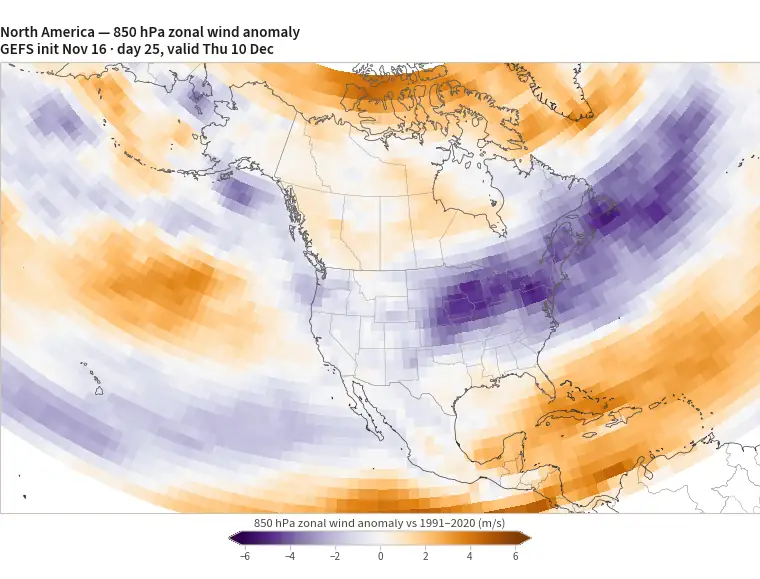 North America — 850 hPa zonal wind anomaly
GEFS init Nov 16 · day 25, valid Thu 10 Dec
850 hPa zonal wind anomaly vs 1991–2020 (m/s)
−6 −4 −2 0 2 4 6